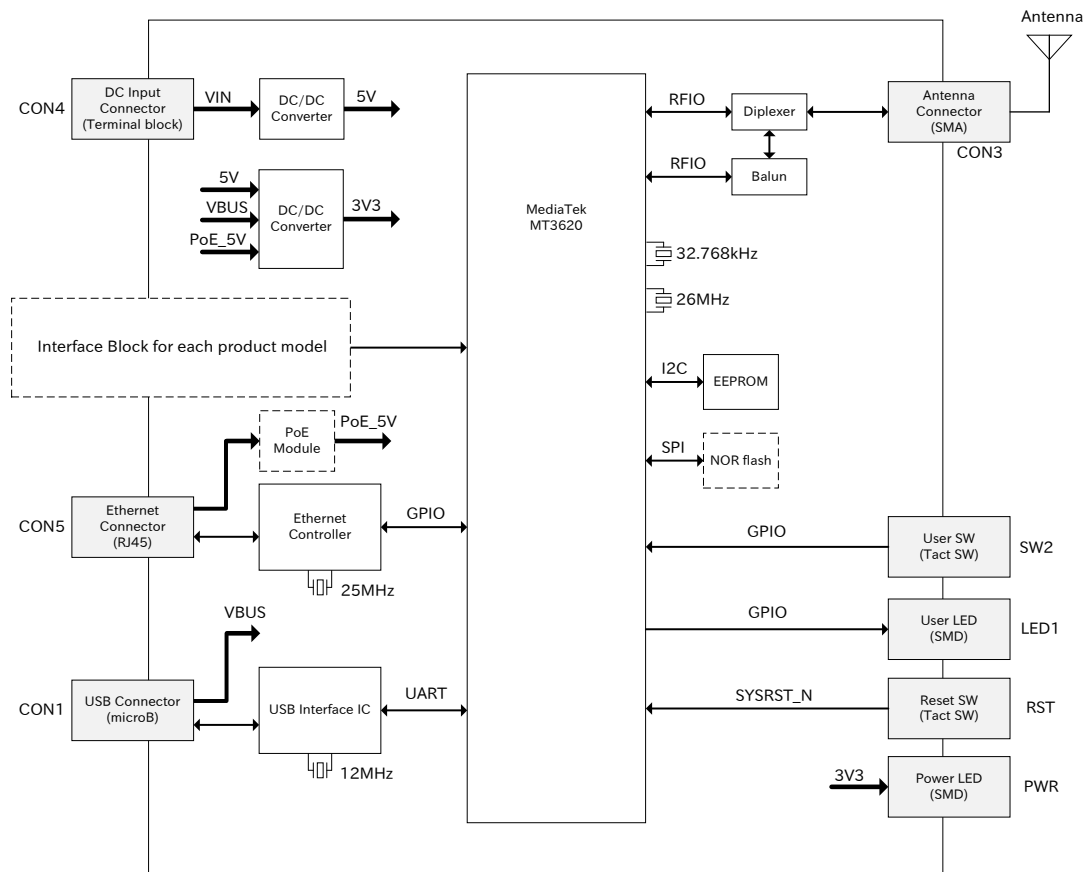 Antenna
CON4
DC Input
Connector
(Terminal block)
VIN
DC/DC
Converter
5V
5V
VBUS
PoE_5V
DC/DC
Converter
3V3
Interface Block for each product model
PoE
Module
PoE_5V
CON5
Ethernet
Connector
(RJ45)
Ethernet
Controller
GPIO
25MHz
VBUS
CON1
USB Connector
(microB)
USB Interface IC
UART
12MHz
MediaTek
MT3620
RFIO
Diplexer
Antenna
Connector
(SMA)
CON3
RFIO
Balun
32.768kHz
26MHz
I2C
EEPROM
SPI
NOR flash
GPIO
User SW
(Tact SW)
SW2
GPIO
User LED
(SMD)
LED1
SYSRST_N
Reset SW
(Tact SW)
RST
3V3
Power LED
(SMD)
PWR